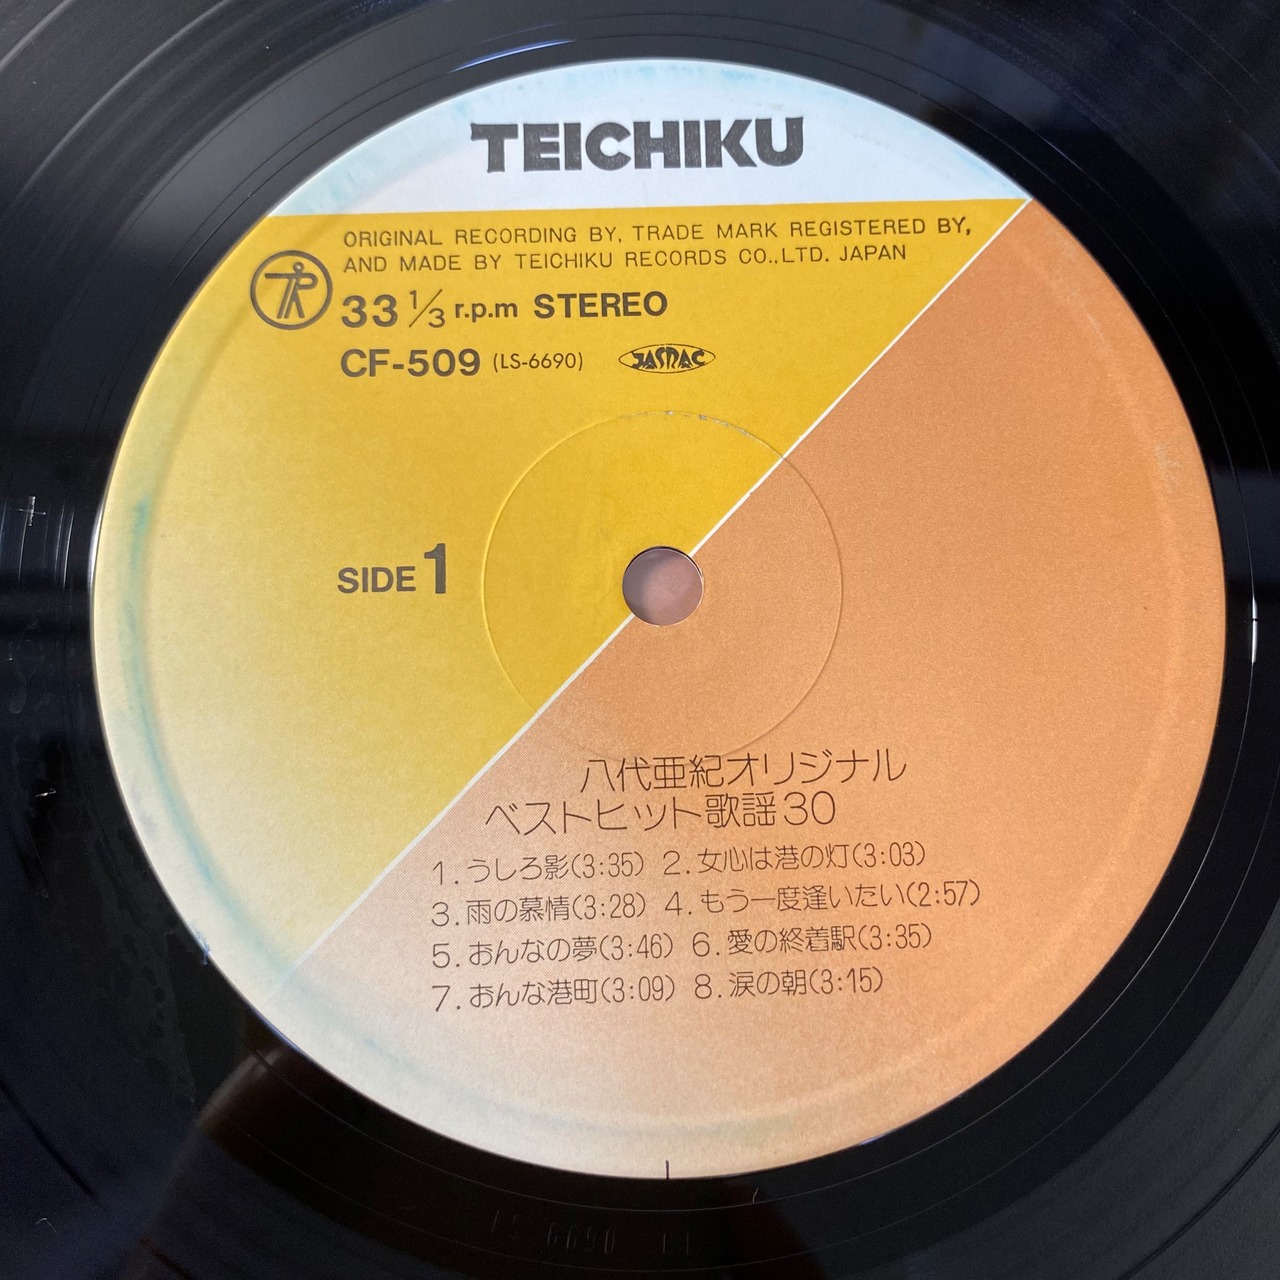 TEICHIKU
ORIGINAL RECORDING BY, TRADE MARK REGISTERED BY,
AND MADE BY TEICHIKU RECORDS CO.,LTD. JAPAN
33 1/3 r.p.m STEREO
CF-509 (LS-6690) JASRAC
SIDE 1
八代亜紀オリジナル
ベストヒット歌謡30
1.うしろ影(3:35) 2.女心は港の灯(3:03)
3.雨の慕情(3:28) 4.もう一度逢いたい(2:57)
5.おんなの夢(3:46) 6.愛の終着駅(3:35)
7.おんな港町(3:09) 8.涙の朝(3:15)